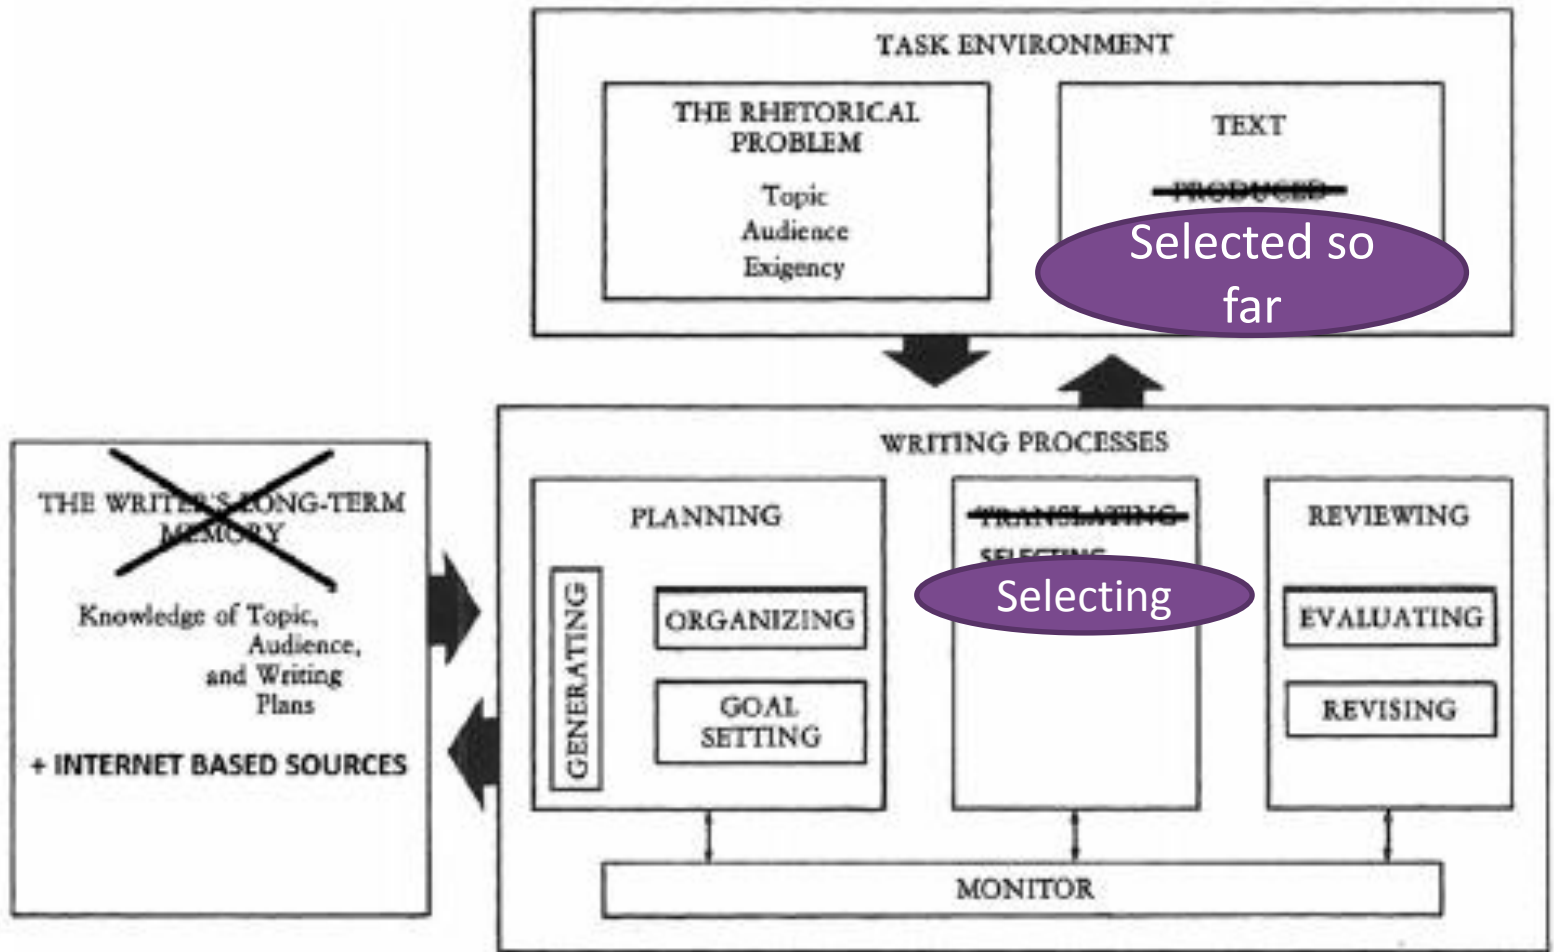 TASK ENVIRONMENT
THE RHETORICAL
PROBLEM
Topic
Audience
Exigency
TEXT
PRODUCED
Selected so
far
WRITING PROCESSES
THE WRITER'S LONG-TERM
MEMORY
Knowledge of Topic,
Audience,
and Writing
Plans
+ INTERNET BASED SOURCES
PLANNING
GENERATING
ORGANIZING
GOAL
SETTING
TRANSLATING
SELECTING
Selecting
REVIEWING
EVALUATING
REVISING
MONITOR